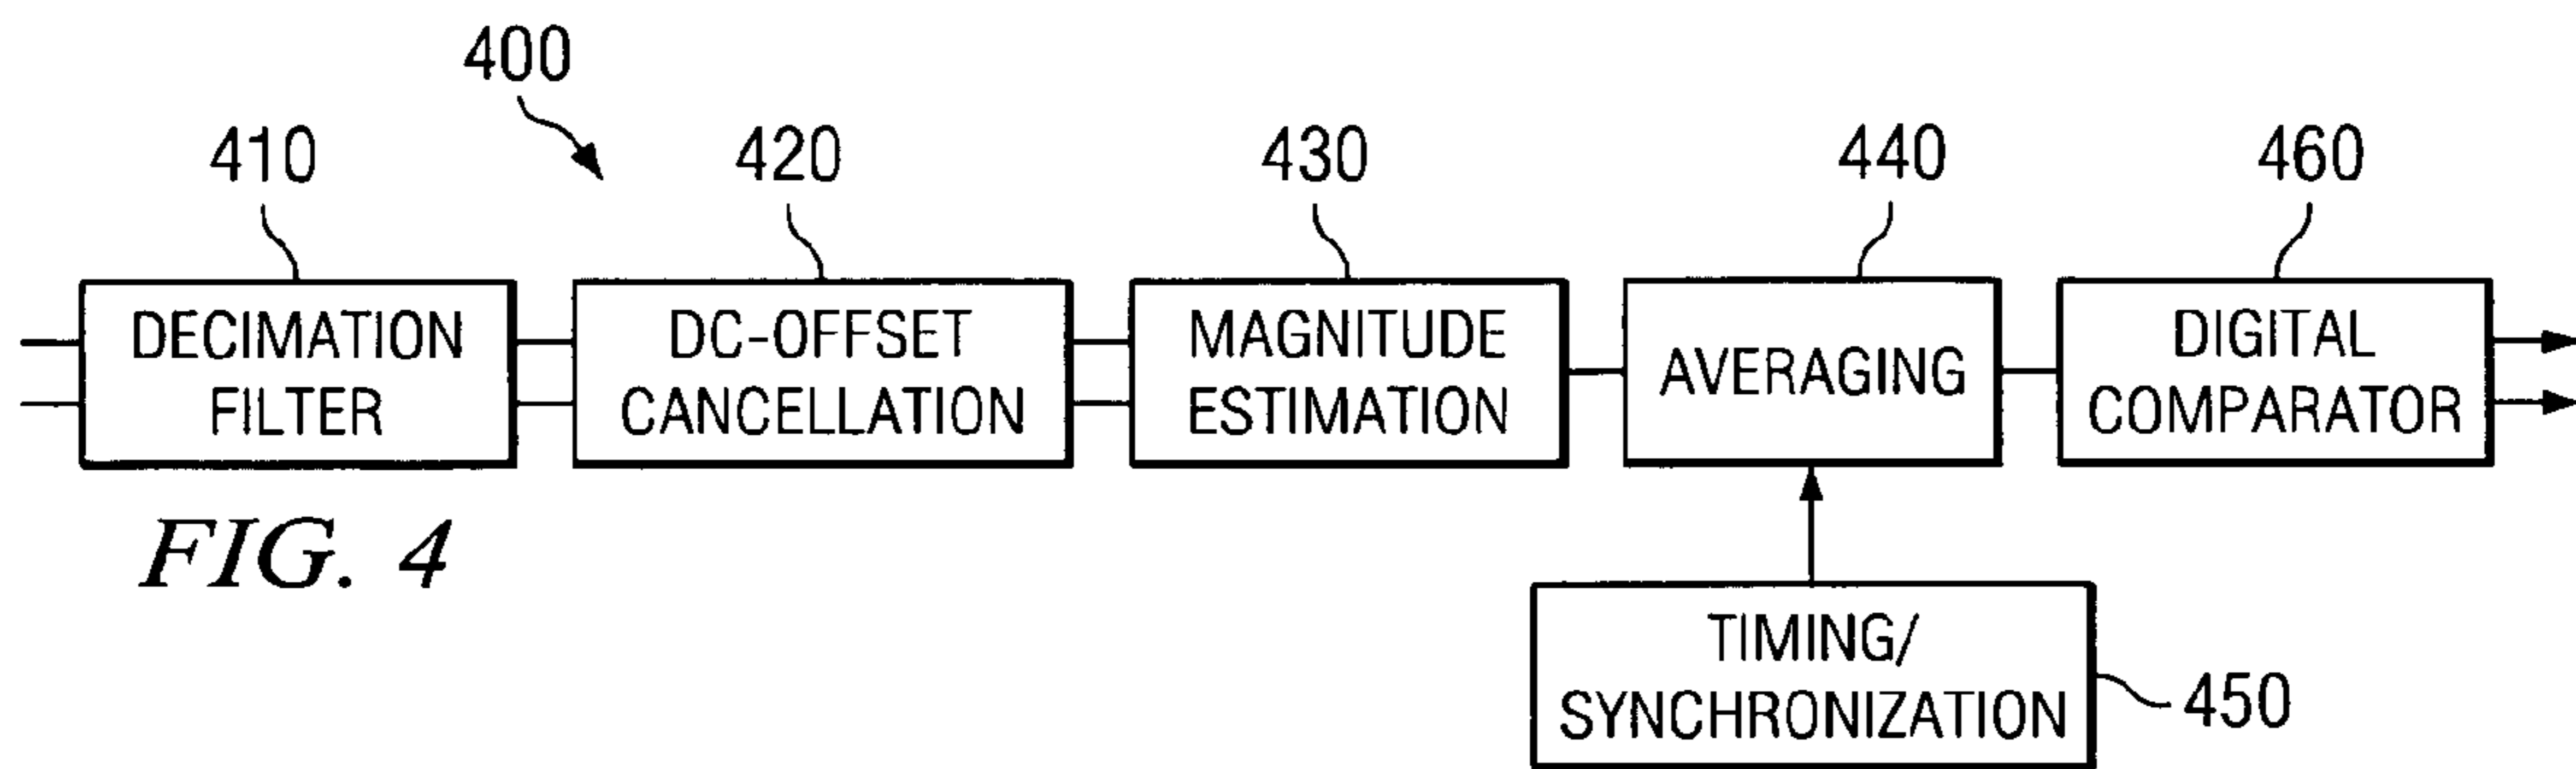 400
410
420
430
440
460
DECIMATION
FILTER
DC-OFFSET
CANCELLATION
MAGNITUDE
ESTIMATION
AVERAGING
DIGITAL
COMPARATOR
FIG. 4
TIMING/
SYNCHRONIZATION
450